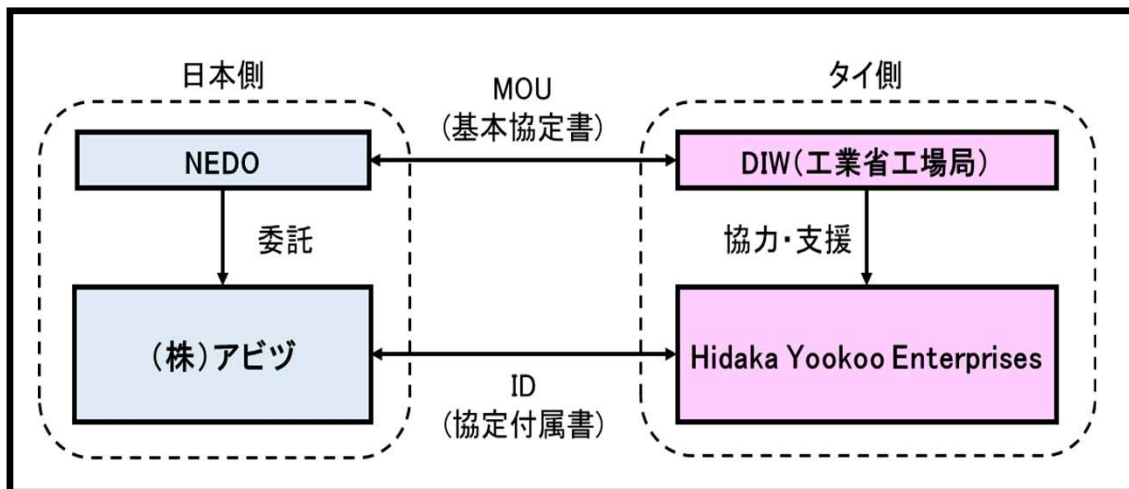 日本側
タイ側
MOU
(基本協定書)
NEDO
DIW(工業省工場局)
委託
協力・支援
(株)アビヅ
Hidaka Yookoo Enterprises
ID
(協定付属書)